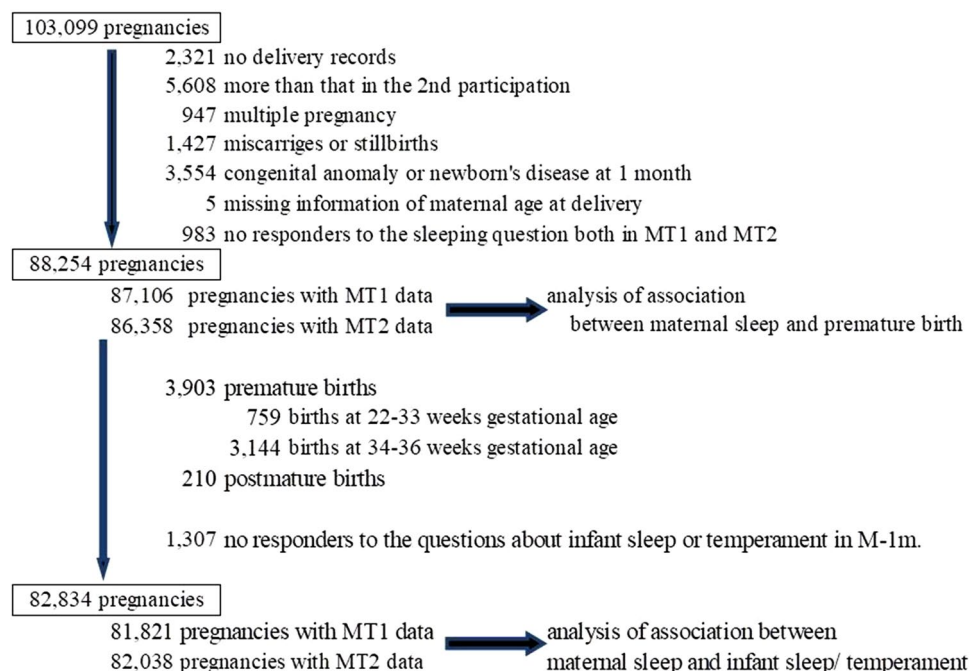 103,099 pregnancies
2,321 no delivery records
5,608 more than that in the 2nd participation
947 multiple pregnancy
1,427 miscarriges or stillbirths
3,554 congenital anomaly or newborn's disease at 1 month
5 missing information of maternal age at delivery
983 no responders to the sleeping question both in MT1 and MT2
88,254 pregnancies
87,106 pregnancies with MT1 data
86,358 pregnancies with MT2 data
analysis of association
between maternal sleep and premature birth
3,903 premature births
759 births at 22-33 weeks gestational age
3,144 births at 34-36 weeks gestational age
210 postmature births
1,307 no responders to the questions about infant sleep or temperament in M-1m.
82,834 pregnancies
81,821 pregnancies with MT1 data
82,038 pregnancies with MT2 data
analysis of association between
maternal sleep and infant sleep/ temperament